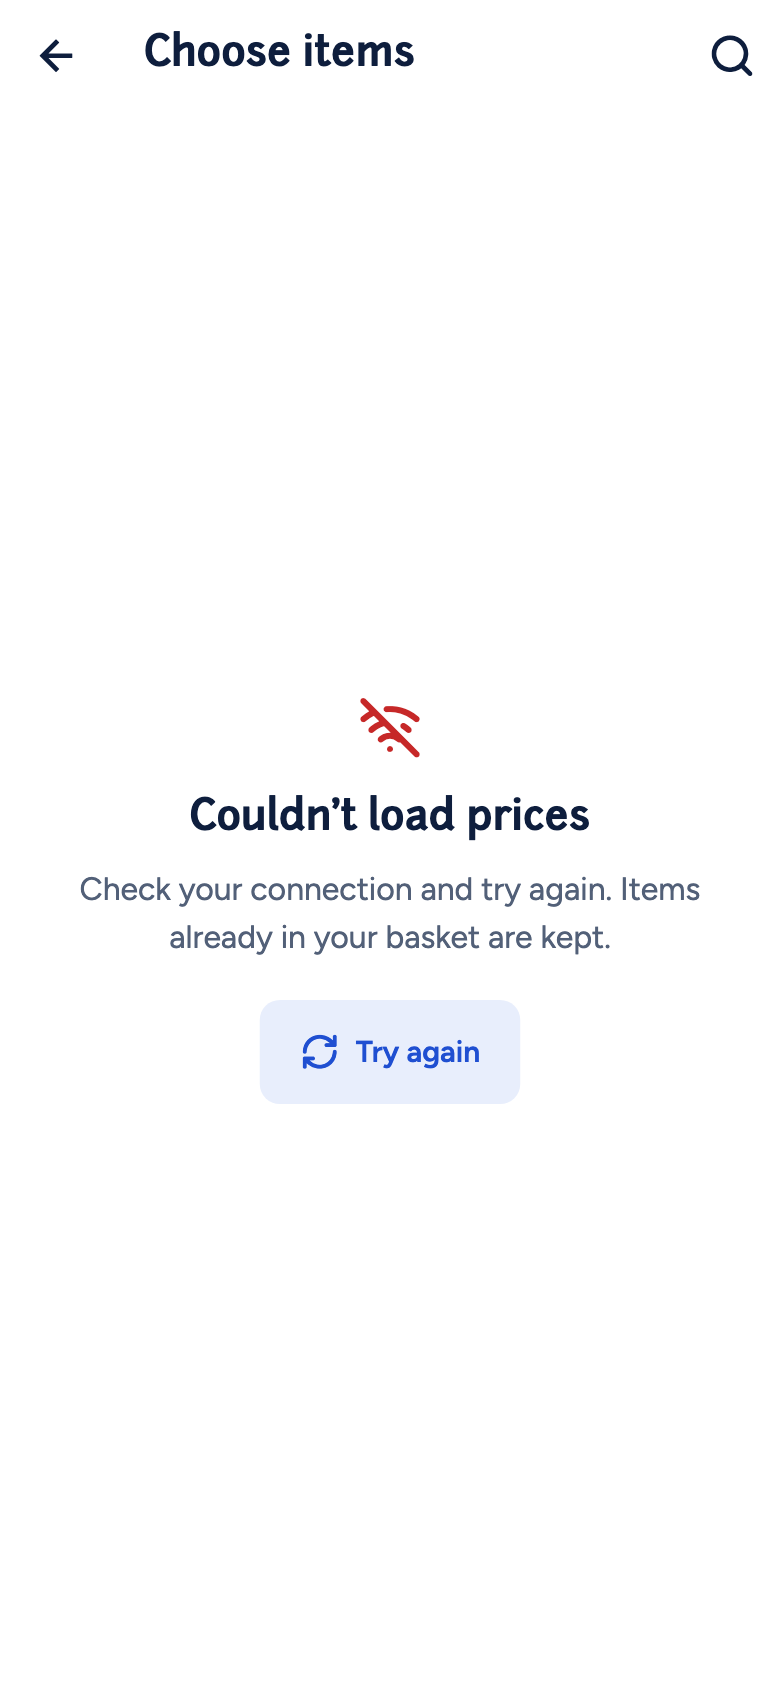 Choose items
Couldn’t load prices
Check your connection and try again. Items
already in your basket are kept.
Try again